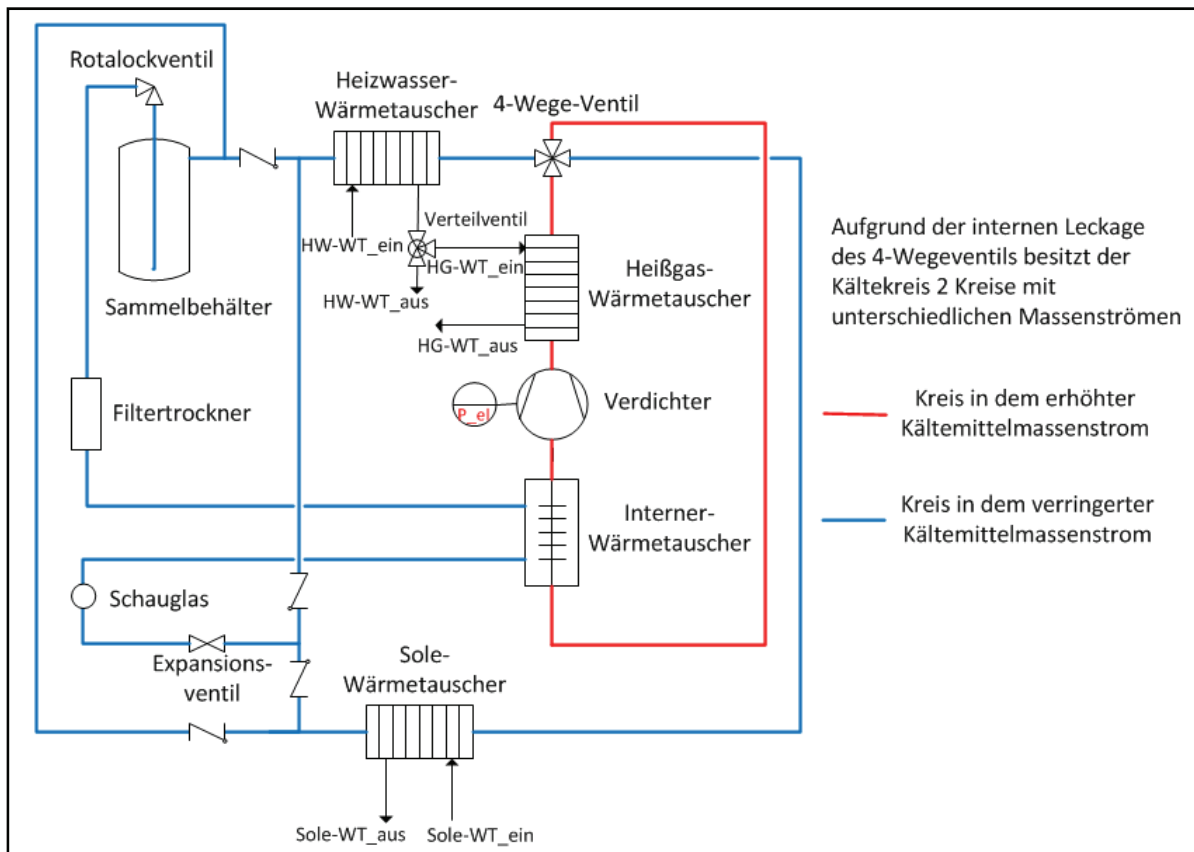 Rotalockventil
Heizwasser-
Wärmetauscher
4-Wege-Ventil
Verteilventil
HW-WT_ein
HG-WT_ein
HW-WT_aus
HG-WT_aus
Heißgas-
Wärmetauscher
Sammelbehälter
Aufgrund der internen Leckage
des 4-Wegeventils besitzt der
Kältekreis 2 Kreise mit
unterschiedlichen Massenströmen
Filtertrockner
P_el
Verdichter
Kreis in dem erhöhter
Kältemittelmassenstrom
Interner-
Wärmetauscher
Kreis in dem verringerter
Kältemittelmassenstrom
Schauglas
Expansions-
ventil
Sole-
Wärmetauscher
Sole-WT_aus
Sole-WT_ein